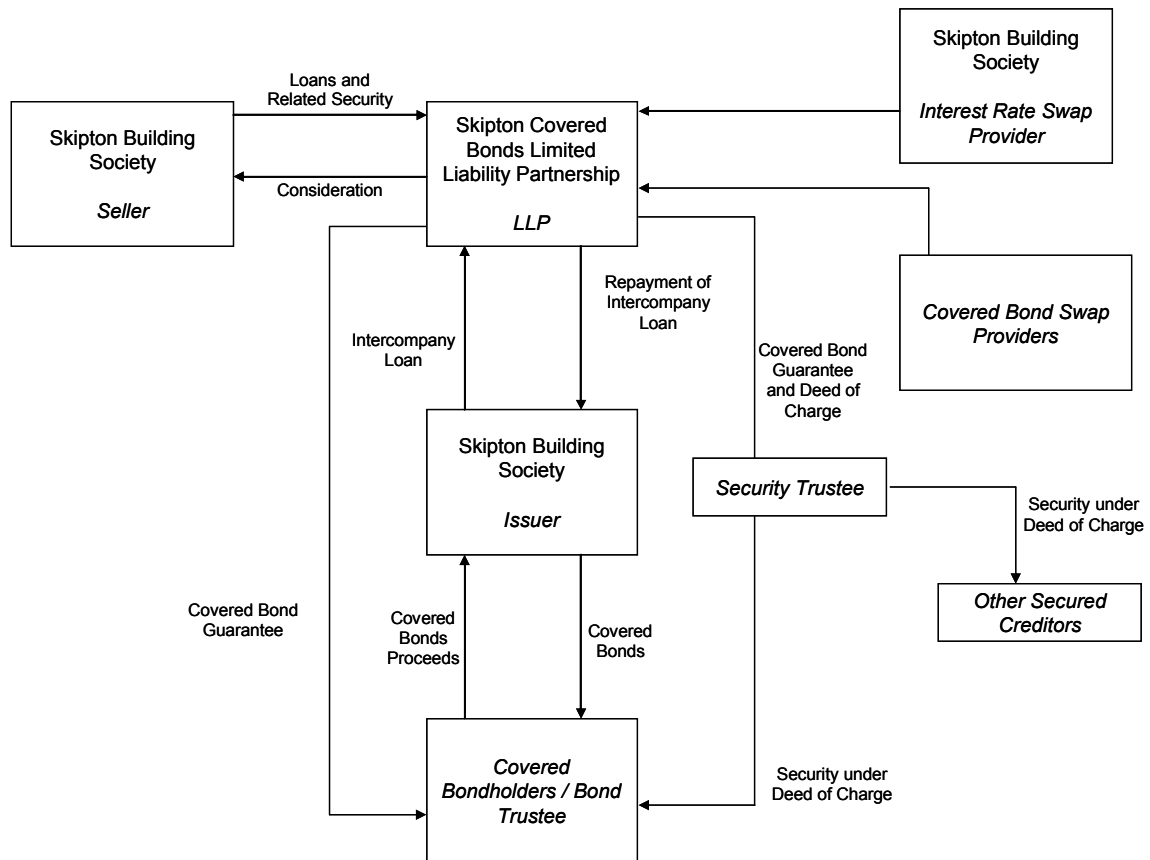 Skipton Building
Society
Interest Rate Swap
Provider
Loans and
Related Security
Skipton Building
Society
Seller
Consideration
Skipton Covered
Bonds Limited
Liability Partnership
LLP
Covered Bond Swap
Providers
Repayment of
Intercompany
Loan
Intercompany
Loan
Covered Bond
Guarantee
and Deed of
Charge
Skipton Building
Society
Issuer
Security Trustee
Security under
Deed of Charge
Other Secured
Creditors
Covered Bond
Guarantee
Covered
Bonds
Proceeds
Covered
Bonds
Covered
Bondholders / Bond
Trustee
Security under
Deed of Charge